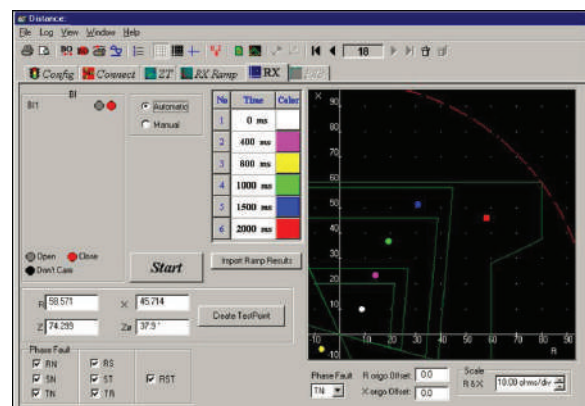 Distance:
File Log View Window Help
18
Config Connect ZT RX Ramp RX
BI
BI1
Automatic
Manual
No Time Color
1 0 ms
2 400 ms
3 800 ms
4 1000 ms
5 1500 ms
6 2000 ms
Open Close
Don't Care
Start
Import Ramp Results
X
90
80
70
60
50
40
30
20
10
-10
-10 10 20 30 40 50 60 70 80 90
R
R 58.571 X 45.714
Z 74.299 Zø 37.9 °
Create TestPoint
Phase Fault
RN RS
SN ST RST
TN TR
Phase Fault R origo Offset: 0.0
TN X origo Offset: 0.0
Scale
R & X 10.00 ohms/div